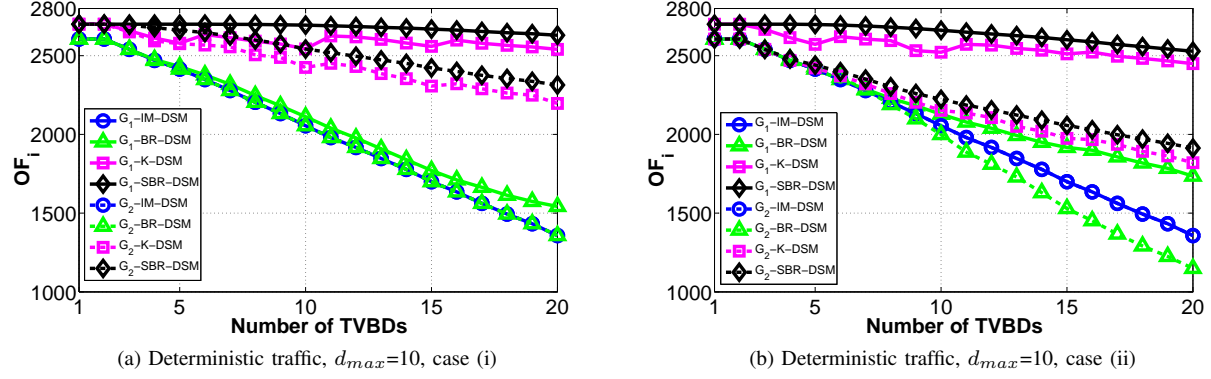 2800
2500
2000
1500
1000
OF_i
G_1-IM-DSM
G_1-BR-DSM
G_1-K-DSM
G_1-SBR-DSM
G_2-IM-DSM
G_2-BR-DSM
G_2-K-DSM
G_2-SBR-DSM
1 5 10 15 20
Number of TVBDs
(a) Deterministic traffic, d_{max}=10, case (i)
2800
2500
2000
1500
1000
OF_i
G_1-IM-DSM
G_1-BR-DSM
G_1-K-DSM
G_1-SBR-DSM
G_2-IM-DSM
G_2-BR-DSM
G_2-K-DSM
G_2-SBR-DSM
1 5 10 15 20
Number of TVBDs
(b) Deterministic traffic, d_{max}=10, case (ii)